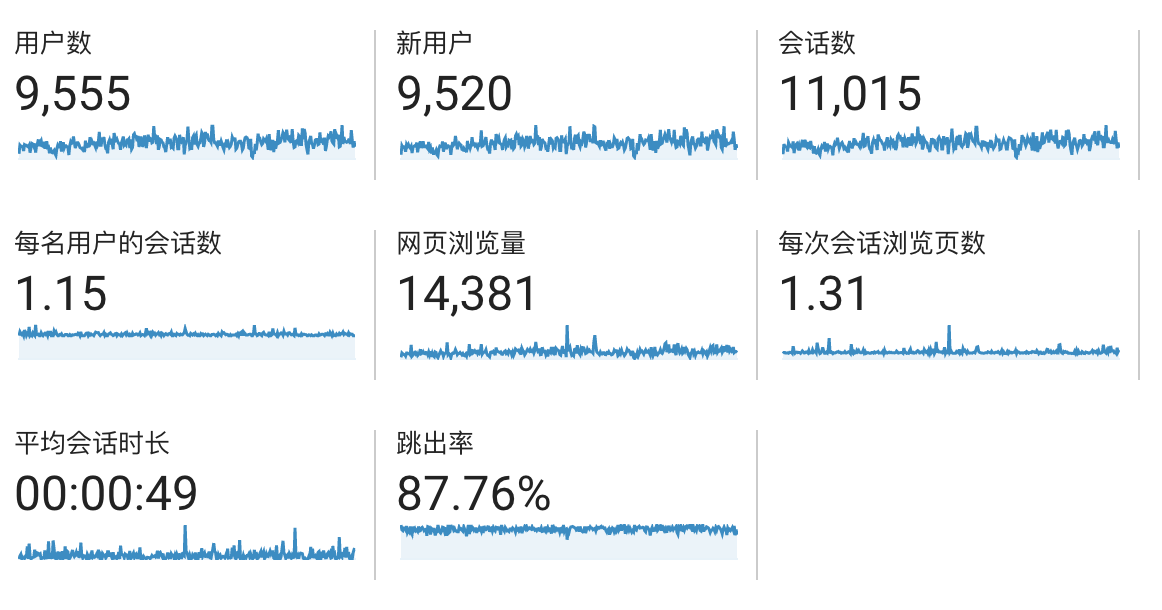 用户数
9,555
新用户
9,520
会话数
11,015
每名用户的会话数
1.15
网页浏览量
14,381
每次会话浏览页数
1.31
平均会话时长
00:00:49
跳出率
87.76%